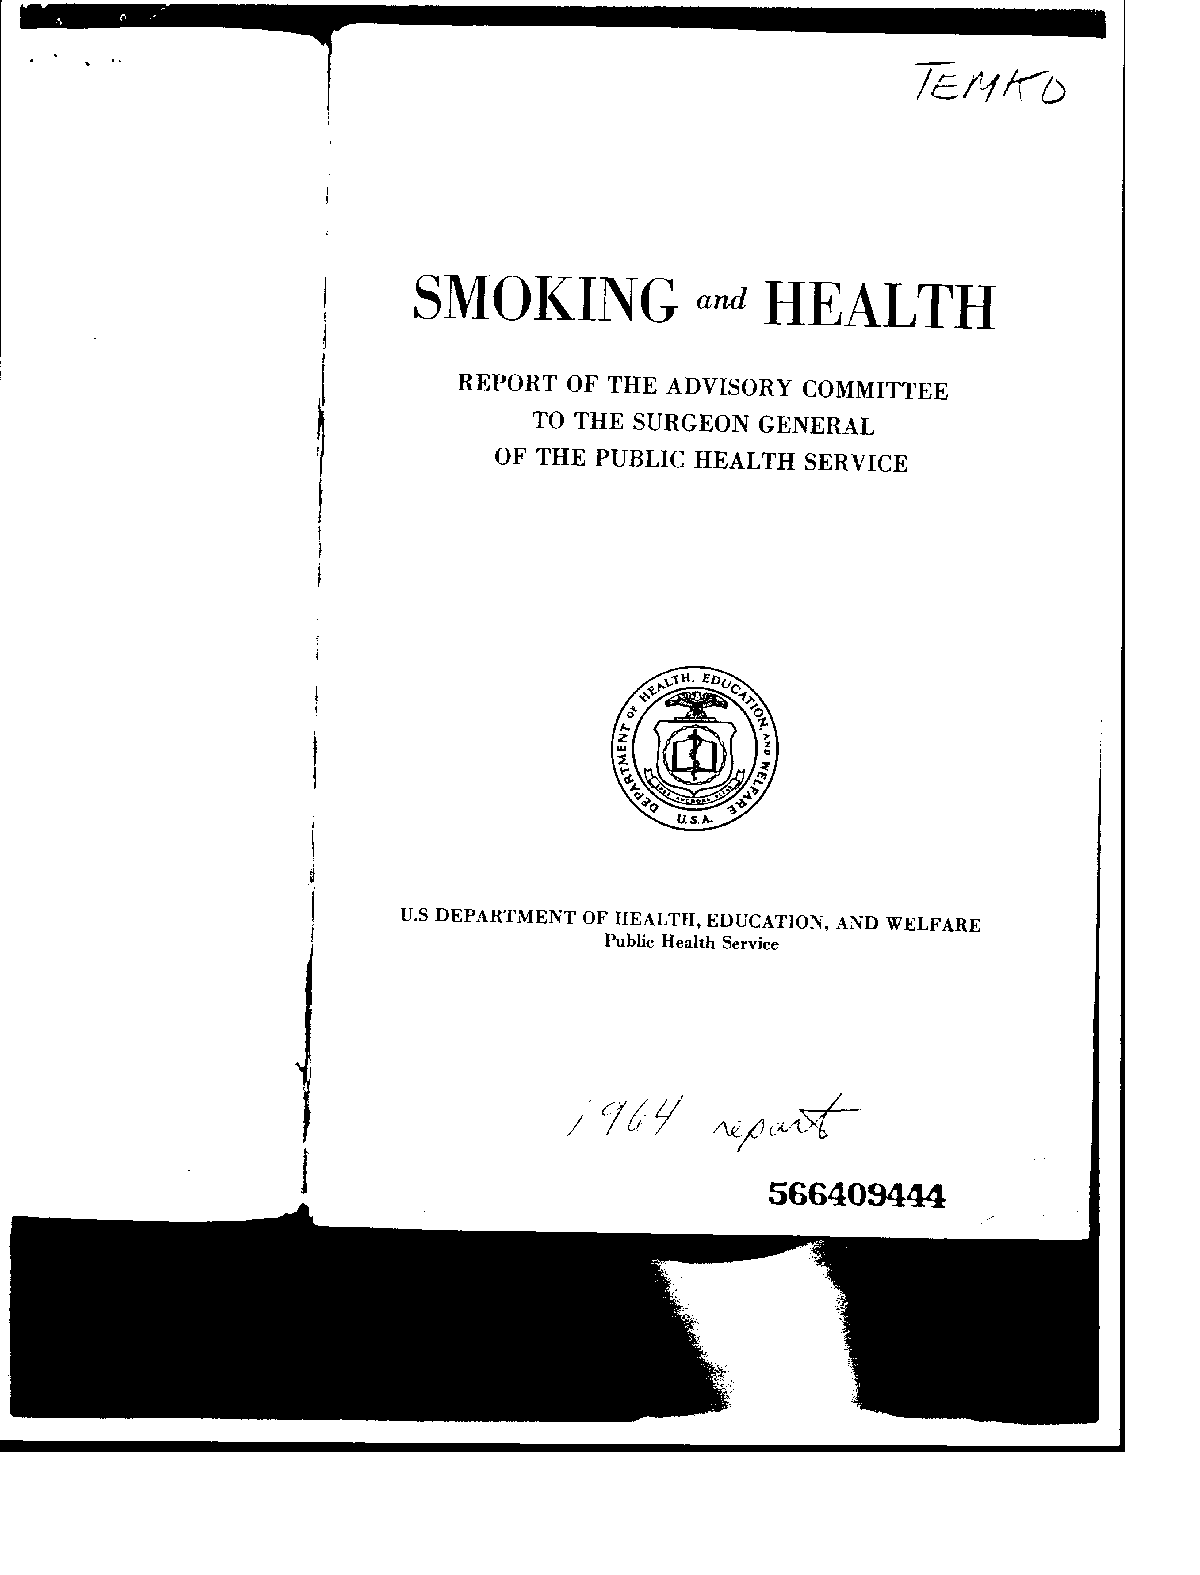 TEMKO
SMOKING and HEALTH
REPORT OF THE ADVISORY COMMITTEE
TO THE SURGEON GENERAL
OF THE PUBLIC HEALTH SERVICE
DEPARTMENT OF HEALTH, EDUCATION, AND WELFARE
U.S.A.
U.S DEPARTMENT OF HEALTH, EDUCATION, AND WELFARE
Public Health Service
1964 report
566409444